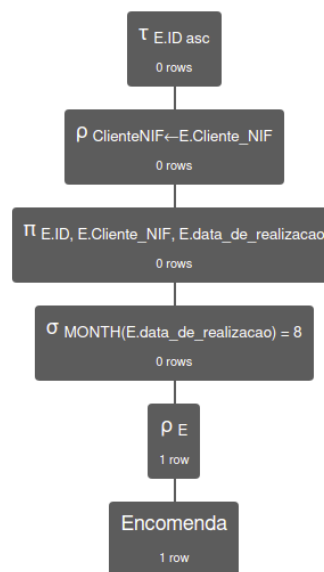 τ E.ID asc
0 rows
ρ ClienteNIF←E.Cliente_NIF
0 rows
π E.ID, E.Cliente_NIF, E.data_de_realizacao
0 rows
σ MONTH(E.data_de_realizacao) = 8
0 rows
ρ E
1 row
Encomenda
1 row